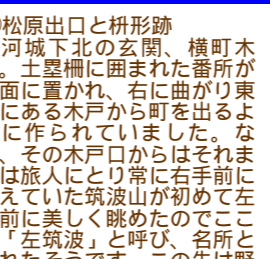 松原出口と枡形跡
河城下北の玄関、横町木
。土塁柵に囲まれた番所が
面に置かれ、右に曲がり東
にある木戸から町を出るよ
に作られていました。な
、その木戸口からはそれま
は旅人にとり常に右手前に
えていた筑波山が初めて左
前に美しく眺めたのでここ
「左筑波」と呼び、名所と